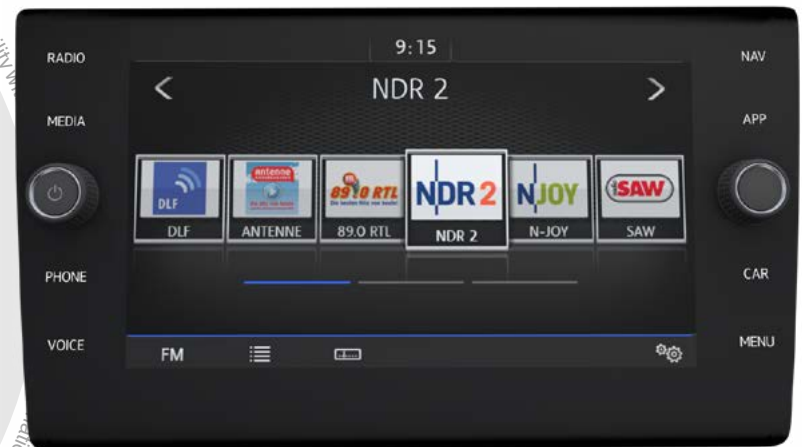 9:15
RADIO
NAV
NDR 2
MEDIA
APP
DLF
antenne
89.0 RTL
NDR 2
N-JOY
SAW
DLF
ANTENNE
89.0 RTL
NDR 2
N-JOY
SAW
PHONE
CAR
VOICE
MENU
FM